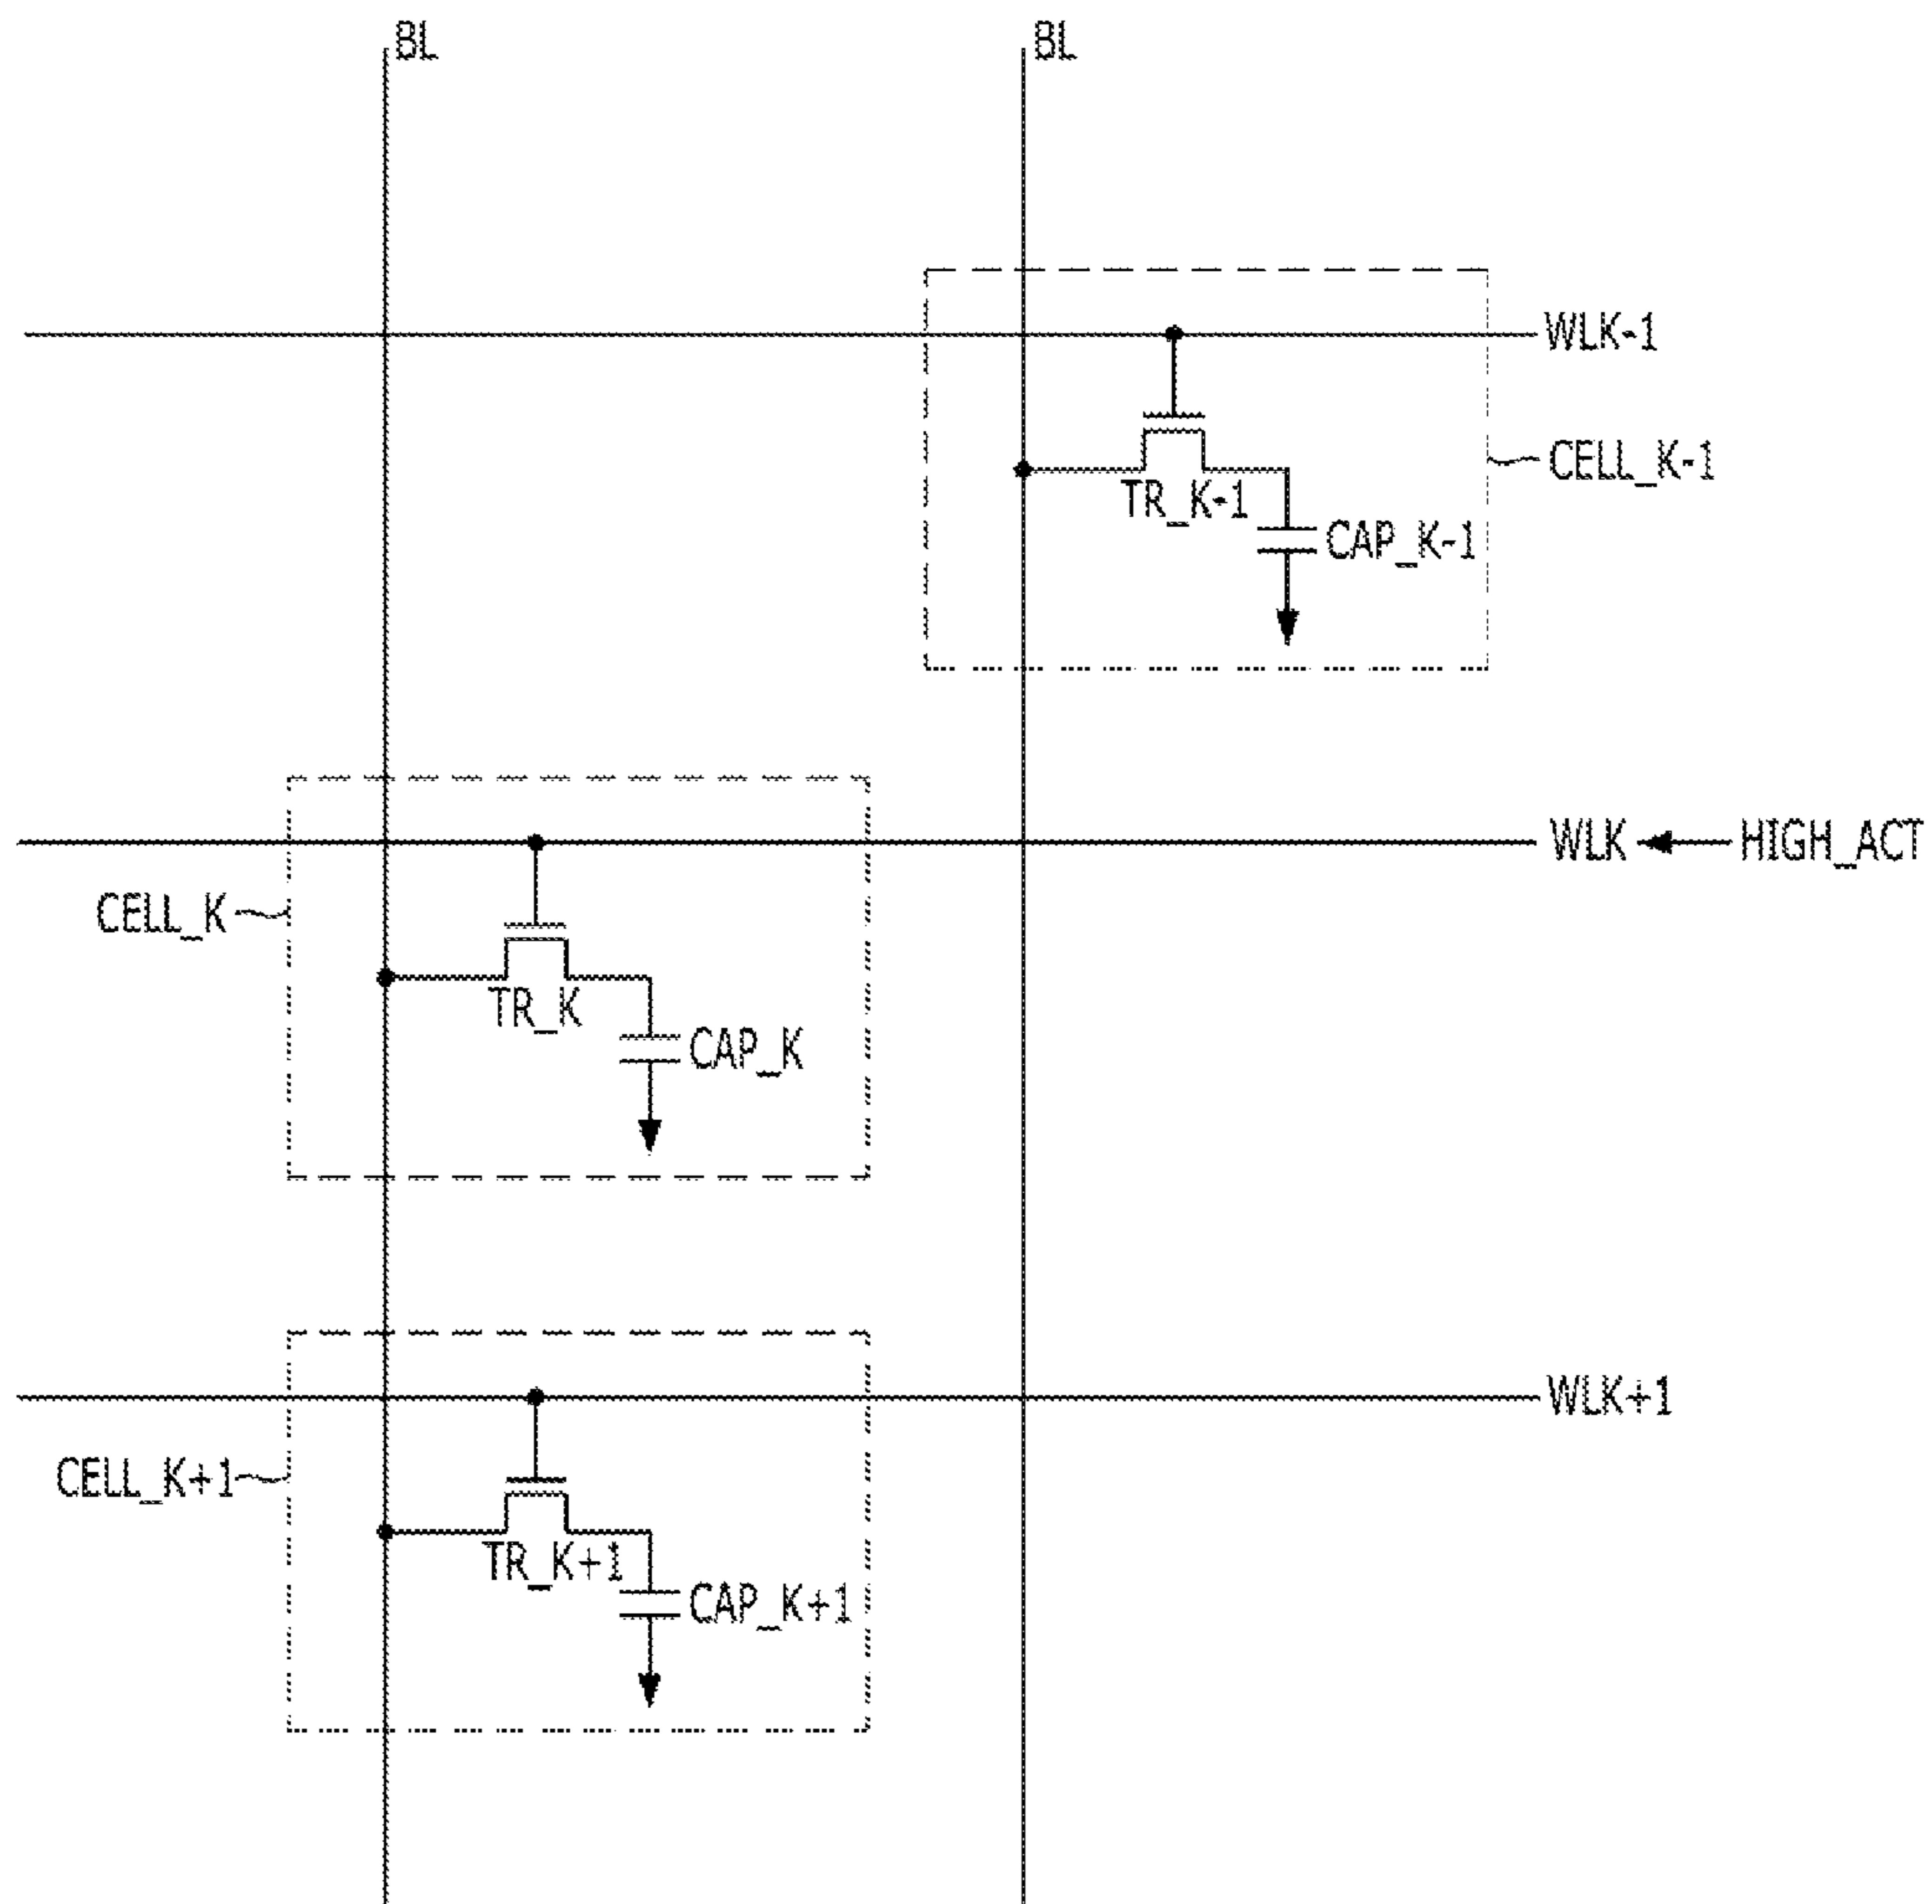 BL
BL
WLK-1
CELL_K-1
TR_K-1
CAP_K-1
WLK
HIGH_ACT
CELL_K
TR_K
CAP_K
WLK+1
CELL_K+1
TR_K+1
CAP_K+1